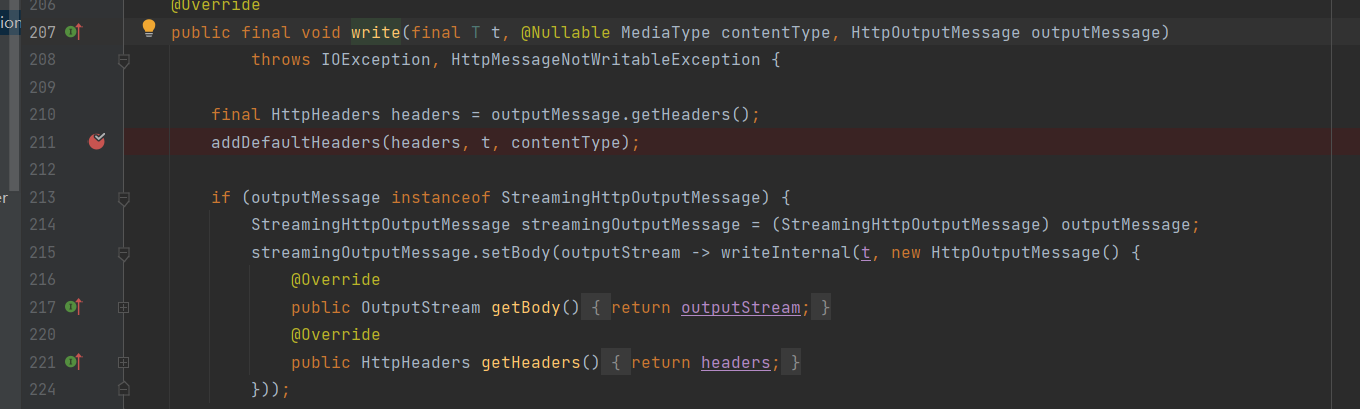 206 @Override
ion
207 public final void write(final T t, @Nullable MediaType contentType, HttpOutputMessage outputMessage)
208 throws IOException, HttpMessageNotWritableException {
209
210 final HttpHeaders headers = outputMessage.getHeaders();
211 addDefaultHeaders(headers, t, contentType);
212
er
213 if (outputMessage instanceof StreamingHttpOutputMessage) {
214 StreamingHttpOutputMessage streamingOutputMessage = (StreamingHttpOutputMessage) outputMessage;
215 streamingOutputMessage.setBody(outputStream -> writeInternal(t, new HttpOutputMessage() {
216 @Override
217 public OutputStream getBody() { return outputStream; }
220 @Override
221 public HttpHeaders getHeaders() { return headers; }
224 }));